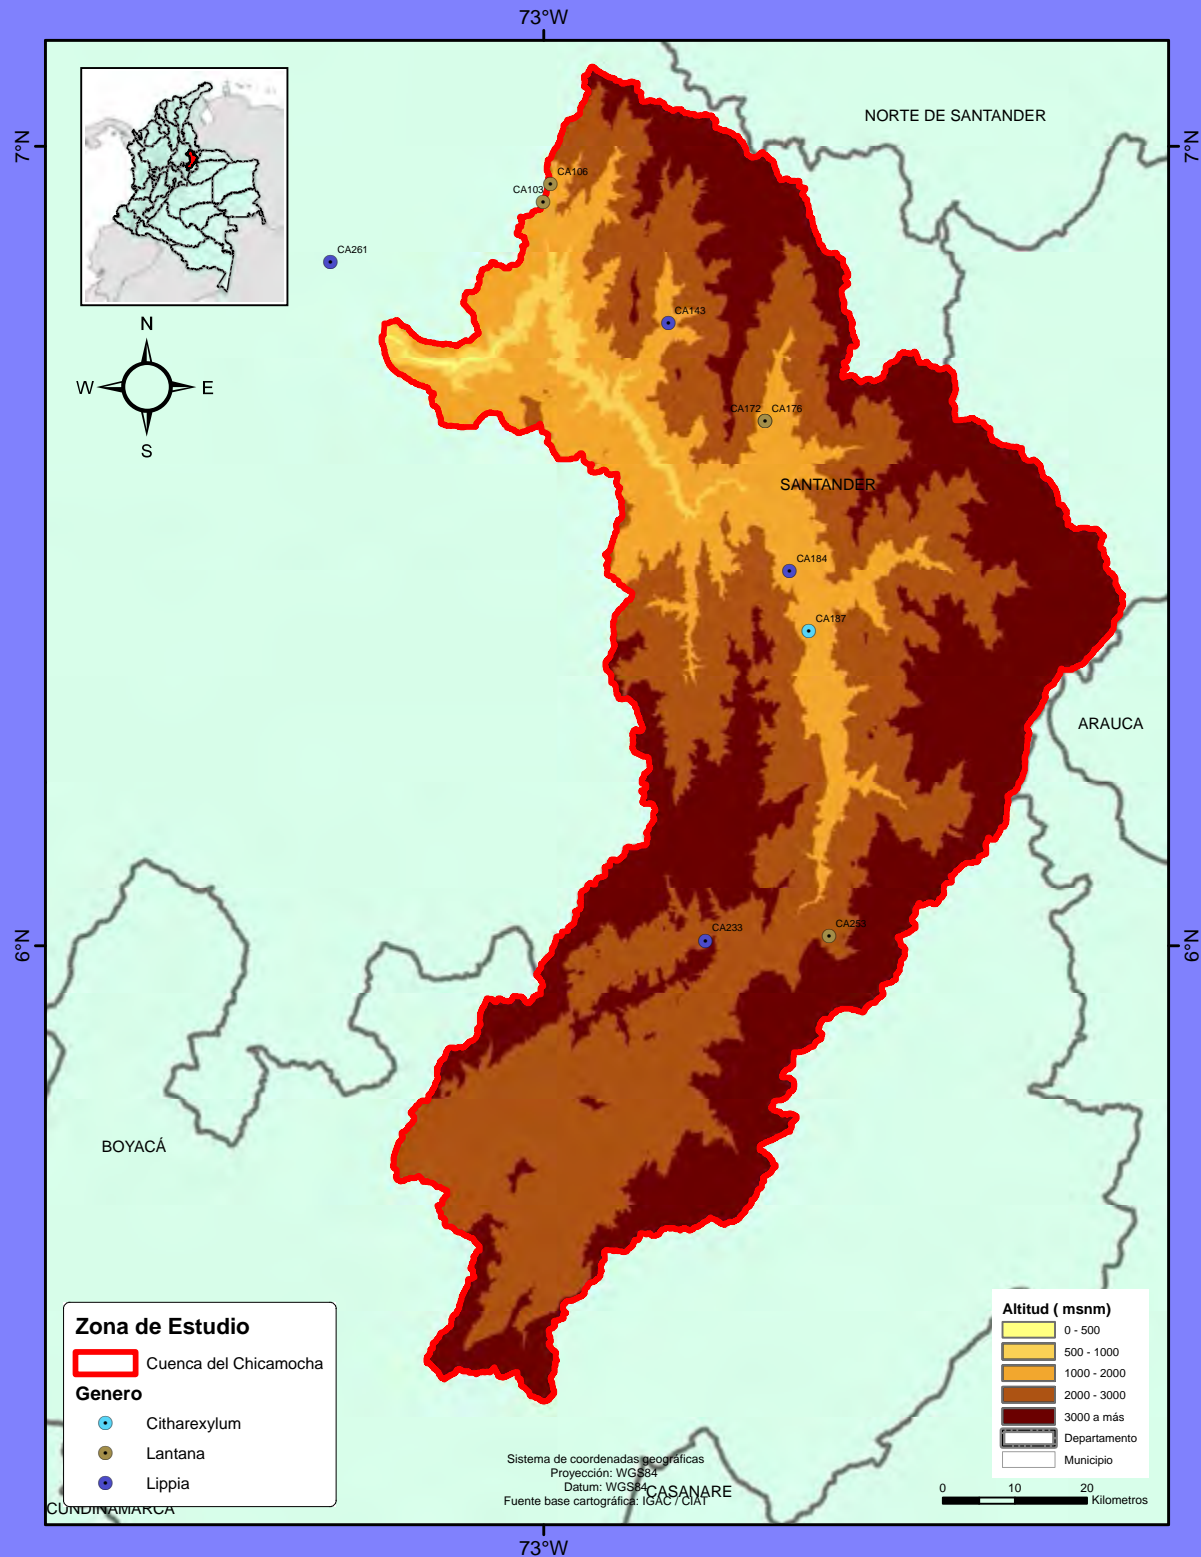 73°W
NORTE DE SANTANDER
7°N
7°N
CA106
CA103
CA261
N
W
E
S
CA143
CA172
CA176
SANTANDER
CA184
CA187
ARAUCA
CA233
CA253
6°N
6°N
BOYACÁ
Zona de Estudio
Cuenca del Chicamocha
Genero
Citharexylum
Lantana
Lippia
CUNDINAMARCA
Sistema de coordenadas geográficas
Proyección: WGS84
Datum: WGS84
Fuente base cartográfica: IGAC / CIAT
CASANARE
Altitud ( msnm)
0 - 500
500 - 1000
1000 - 2000
2000 - 3000
3000 a más
Departamento
Municipio
0 10 20
Kilometros
73°W